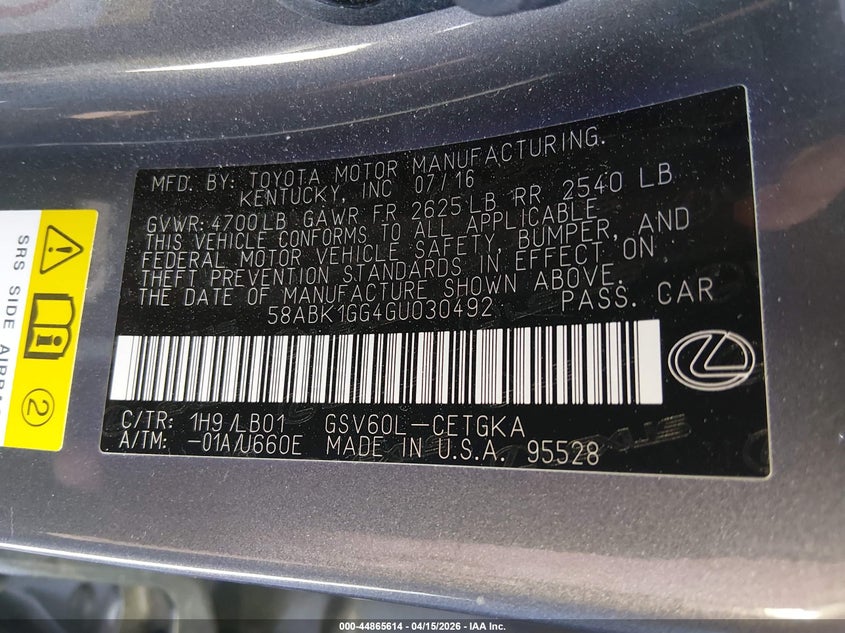 MFD. BY: TOYOTA MOTOR MANUFACTURING.
KENTUCKY, INC 07/16
GVWR: 4700LB GAWR FR 2625LB RR 2540 LB
THIS VEHICLE CONFORMS TO ALL APPLICABLE
FEDERAL MOTOR VEHICLE SAFETY, BUMPER, AND
THEFT PREVENTION STANDARDS IN EFFECT ON
THE DATE OF MANUFACTURE SHOWN ABOVE.
58ABK1GG4GU030492 PASS. CAR
C/TR: 1H9/LB01 GSV60L-CETGKA
A/TM: -01A/U660E MADE IN U.S.A. 95528
SRS SIDE AIRBA
2
000-44865614 - 04/15/2026 - IAA Inc.